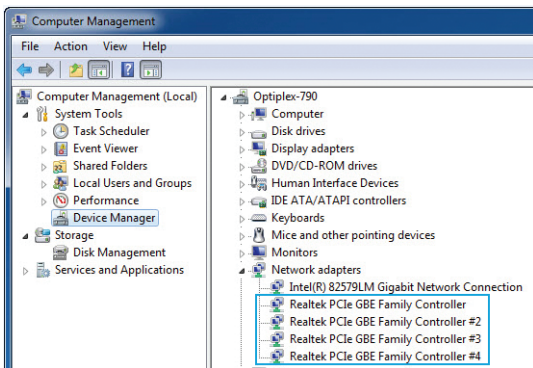 Computer Management
File Action View Help
Computer Management (Local)
System Tools
Task Scheduler
Event Viewer
Shared Folders
Local Users and Groups
Performance
Device Manager
Storage
Disk Management
Services and Applications
Optiplex-790
Computer
Disk drives
Display adapters
DVD/CD-ROM drives
Human Interface Devices
IDE ATA/ATAPI controllers
Keyboards
Mice and other pointing devices
Monitors
Network adapters
Intel(R) 82579LM Gigabit Network Connection
Realtek PCIe GBE Family Controller
Realtek PCIe GBE Family Controller #2
Realtek PCIe GBE Family Controller #3
Realtek PCIe GBE Family Controller #4